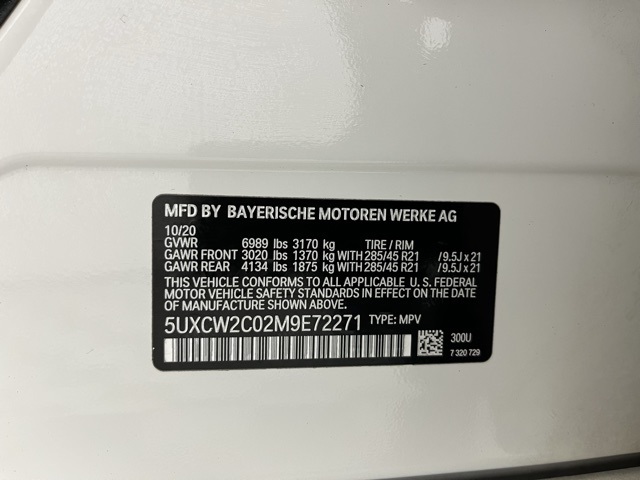 MFD BY BAYERISCHE MOTOREN WERKE AG
10/20
GVWR 6989 lbs 3170 kg TIRE / RIM
GAWR FRONT 3020 lbs 1370 kg WITH 285/45 R21 /9.5J x 21
GAWR REAR 4134 lbs 1875 kg WITH 285/45 R21 /9.5J x 21
THIS VEHICLE CONFORMS TO ALL APPLICABLE U. S. FEDERAL
MOTOR VEHICLE SAFETY STANDARDS IN EFFECT ON THE DATE OF
MANUFACTURE SHOWN ABOVE.
5UXCW2C02M9E72271 TYPE: MPV
300U
7 320 729